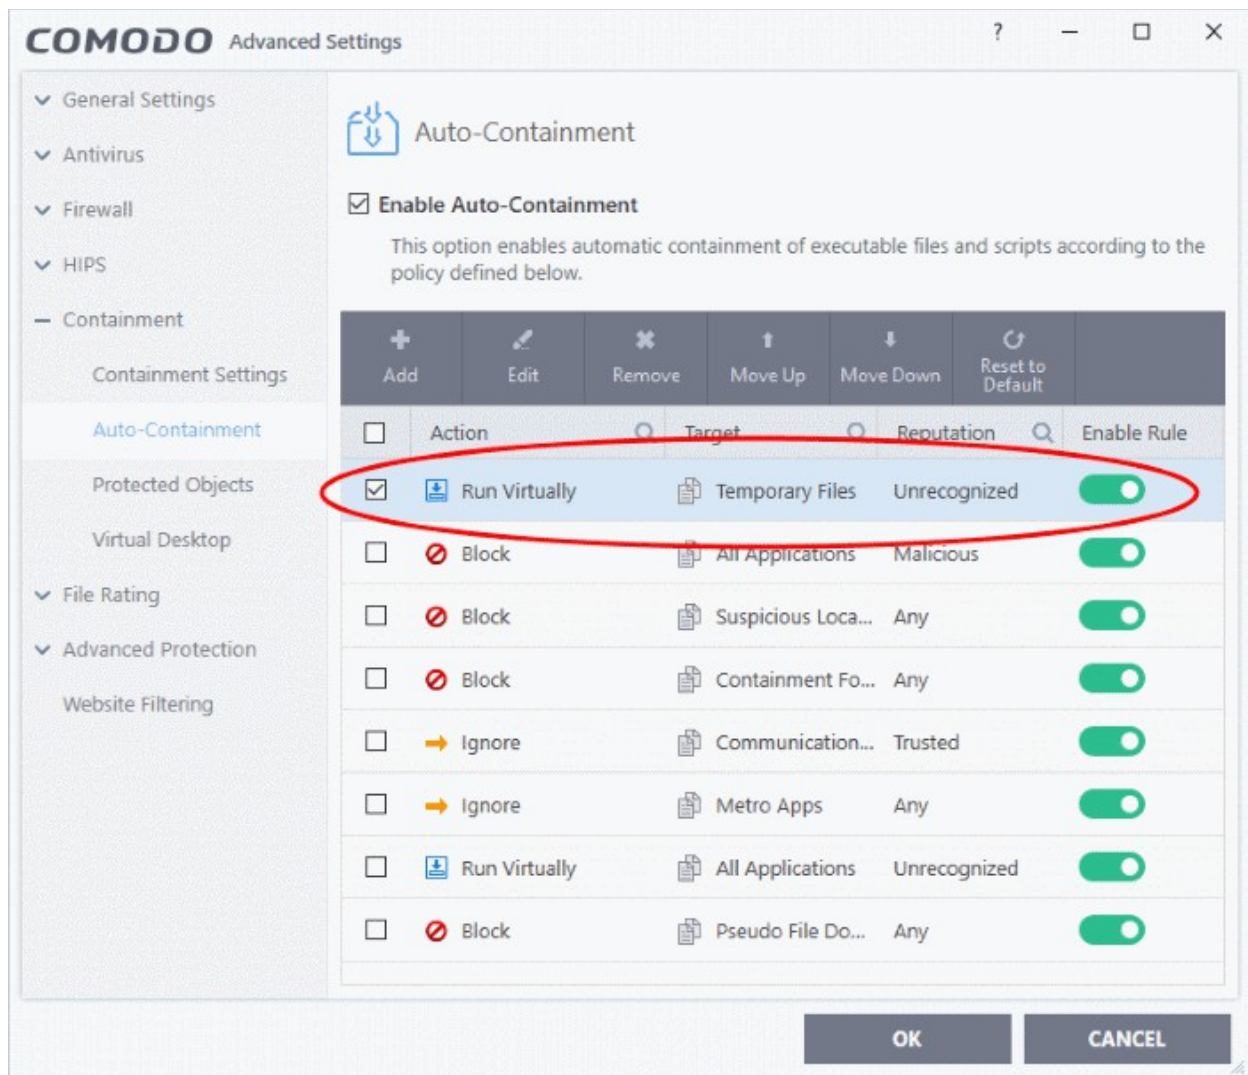 COMODO Advanced Settings ?
General Settings
Antivirus
Firewall
HIPS
Containment
Containment Settings
Auto-Containment
Protected Objects
Virtual Desktop
File Rating
Advanced Protection
Website Filtering
Auto-Containment
Enable Auto-Containment
This option enables automatic containment of executable files and scripts according to the
policy defined below.
Add Edit Remove Move Up Move Down Reset to
Default
Action Target Reputation Enable Rule
Run Virtually Temporary Files Unrecognized
Block All Applications Malicious
Block Suspicious Loca... Any
Block Containment Fo... Any
Ignore Communication... Trusted
Ignore Metro Apps Any
Run Virtually All Applications Unrecognized
Block Pseudo File Do... Any
OK CANCEL